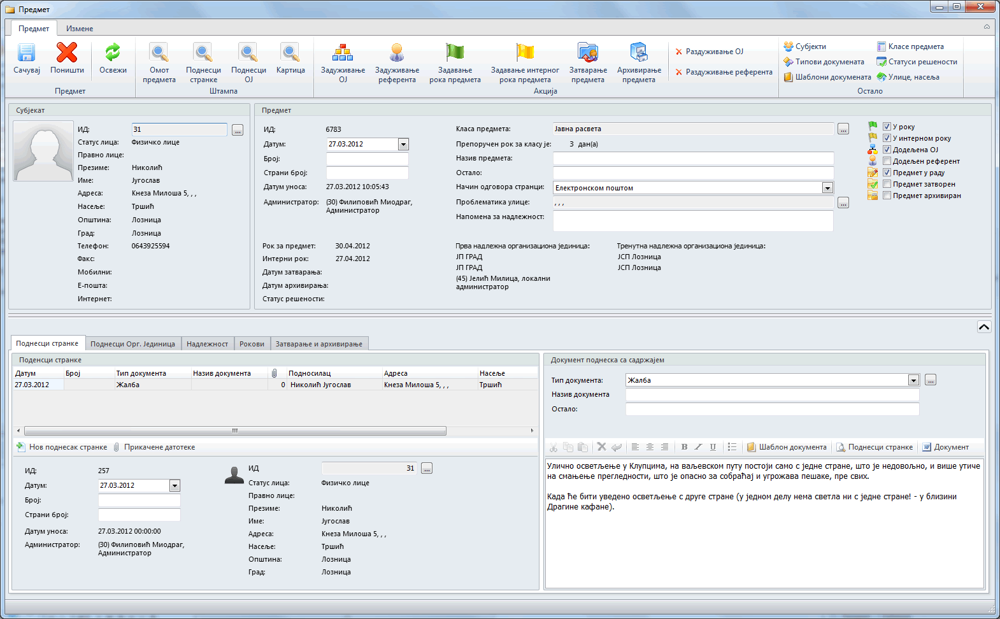 Предмет
Предмет Измене
Сачувај Поништи Освежи Омот предмета Поднесци странке Поднесци ОЈ Картица Задуживање ОЈ Задуживање референта Задавање рока предмета Задавање интерног рока предмета Затварање предмета Архивирање предмета
Раздуживање ОЈ
Раздуживање референта
Субјекти Класе предмета
Типови докумената Статуси решености
Шаблони докумената Улице, насеља
Предмет Штампа Акција Остало
Субјекат
ИД: 31 ...
Статус лица: Физичко лице
Правно лице:
Презиме: Николић
Име: Југослав
Адреса: Кнеза Милоша 5, , ,
Насеље: Тршић
Општина: Лозница
Град: Лозница
Телефон: 0643925594
Факс:
Мобилни:
Е-пошта:
Интернет:
Предмет
ИД: 6783
Датум: 27.03.2012
Број:
Страни број:
Датум уноса: 27.03.2012 10:05:43
Администратор: (30) Филиповић Миодраг,
Администратор
Класа предмета: Јавна расвета ...
Препоручен рок за класу је: 3 дан(а)
Назив предмета:
Остало:
Начин одговора странци: Електронском поштом
Проблематика улице: , , , ...
Напомена за надлежност:
У року
У интерном року
Додељена ОЈ
Додељен референт
Предмет у раду
Предмет затворен
Предмет архивиран
Рок за предмет: 30.04.2012
Интерни рок: 27.04.2012
Датум затварања:
Датум архивирања:
Статус решености:
Прва надлежна организациона јединица:
ЈП ГРАД
ЈП ГРАД
(45) Јелић Милица, локални
администратор
Тренутна надлежна организациона јединица:
ЈСП Лозница
ЈСП Лозница
Поднесци странке Поднесци Орг. Јединица Надлежност Рокови Затварање и архивирање
Поденсци странке
Датум Број Тип документа Назив документа Подносилац Адреса Насеље
27.03.2012 Жалба 0 Николић Југослав Кнеза Милоша 5, , , Тршић
Нов поднесак странке Прикачене датотеке
ИД: 257
Датум: 27.03.2012
Број:
Страни број:
Датум уноса: 27.03.2012 00:00:00
Администратор: (30) Филиповић Миодраг,
Администратор
ИД 31 ...
Статус лица: Физичко лице
Правно лице:
Презиме: Николић
Име: Југослав
Адреса: Кнеза Милоша 5, , ,
Насеље: Тршић
Општина: Лозница
Град: Лозница
Документ поднеска са садржајем
Тип документа: Жалба ...
Назив документа
Остало:
B I U Шаблон документа Поднесци странке Документ
Улично осветљење у Клупцима, на ваљевском путу постоји само с једне стране, што је недовољно, и више утиче
на смањење прегледности, што је опасно за собраћај и угрожава пешаке, пре свих.
Када ће бити уведено осветљење с друге стране (у једном делу нема светла ни с једне стране! - у близини
Драгине кафане).